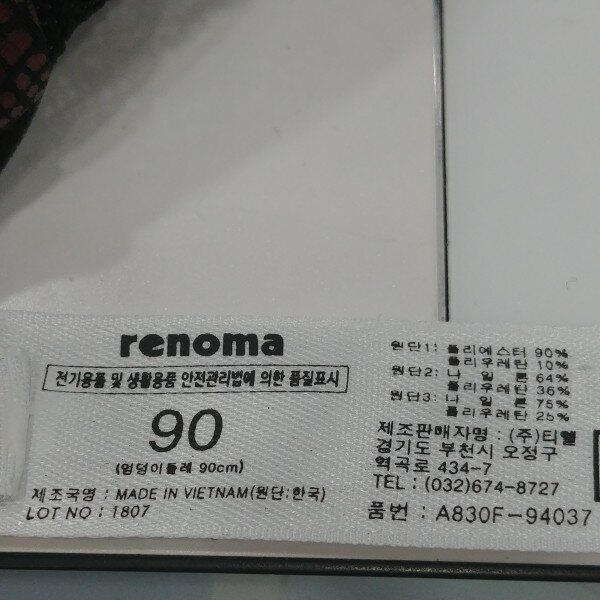 renoma
전기용품 및 생활용품 안전관리법에 의한 품질표시
90
(엉덩이둘레 90cm)
제조국명 : MADE IN VIETNAM(원단:한국)
LOT NO : 1807
원단1: 폴리에스터 90%
폴리우레탄 10%
원단2: 나 일 론 64%
폴리우레탄 36%
원단3: 나 일 론 75%
폴리우레탄 25%
제조판매자명 : (주)티엘
경기도 부천시 오정구
역곡로 434-7
TEL : (032)674-8727
품번 : A830F-94037